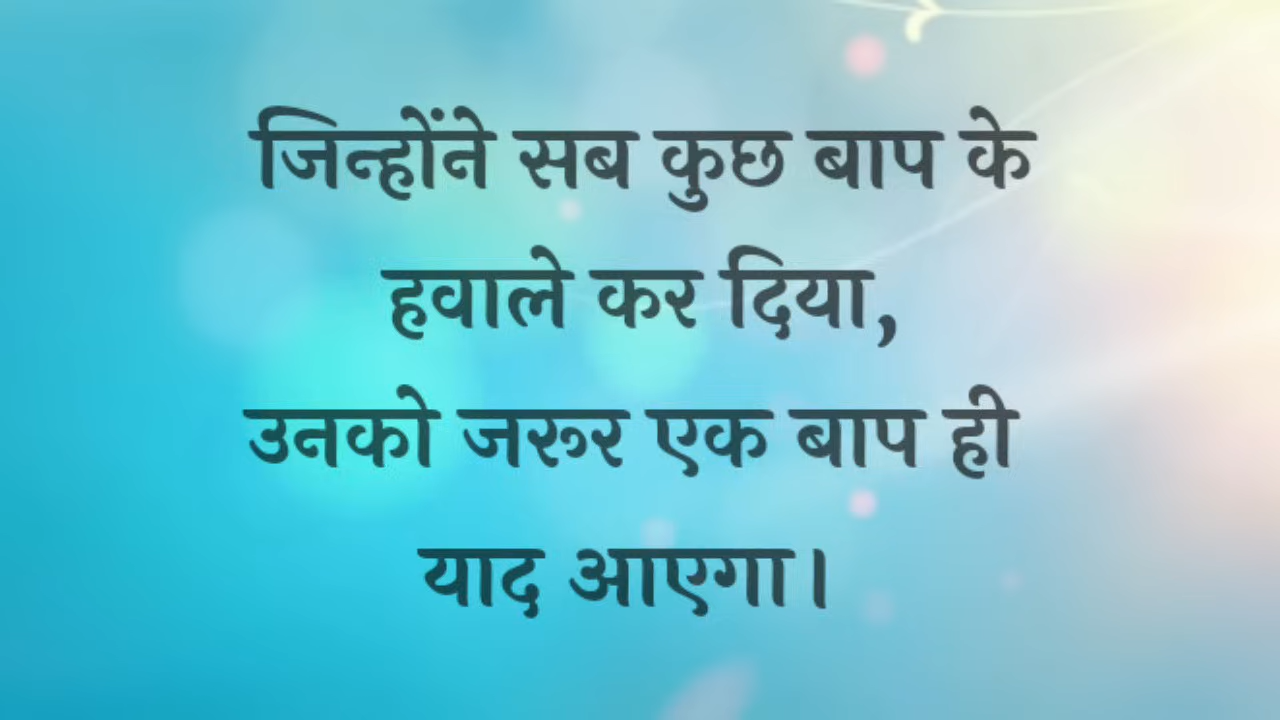 जिन्होंने सब कुछ बाप के
हवाले कर दिया,
उनको जरूर एक बाप ही
याद आएगा।